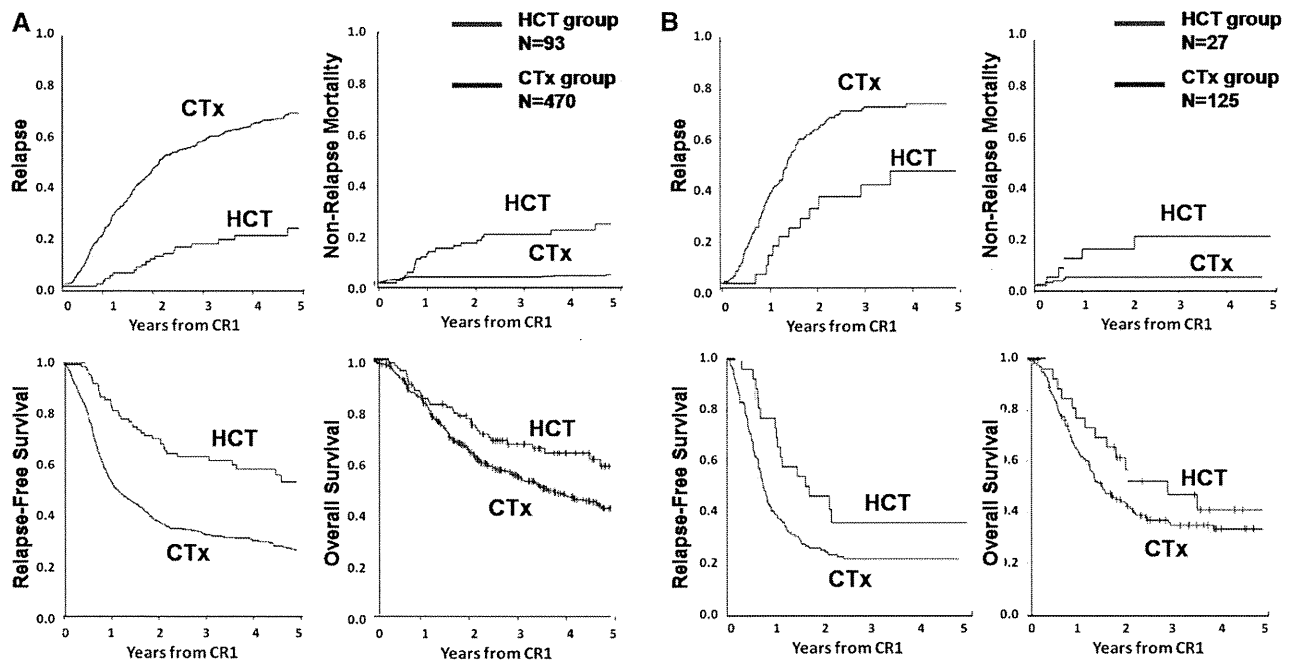 A
HCT group
N=93
CTx group
N=470
Relapse
1.0
0.8
0.6
0.4
0.2
0.0
CTx
HCT
0 1 2 3 4 5
Years from CR1
Non-Relapse Mortality
1.0
0.8
0.6
0.4
0.2
0.0
HCT
CTx
0 1 2 3 4 5
Years from CR1
B
HCT group
N=27
CTx group
N=125
Relapse
1.0
0.8
0.6
0.4
0.2
0.0
CTx
HCT
0 1 2 3 4 5
Years from CR1
Non-Relapse Mortality
1.0
0.8
0.6
0.4
0.2
0.0
HCT
CTx
0 1 2 3 4 5
Years from CR1
Relapse-Free Survival
1.0
0.8
0.6
0.4
0.2
0.0
HCT
CTx
0 1 2 3 4 5
Years from CR1
Overall Survival
1.0
0.8
0.6
0.4
0.2
0.0
HCT
CTx
0 1 2 3 4 5
Years from CR1
Relapse-Free Survival
1.0
0.8
0.6
0.4
0.2
0.0
HCT
CTx
0 1 2 3 4 5
Years from CR1
Overall Survival
1.0
0.8
).6
).4
).2
0.0
HCT
CTx
0 1 2 3 4 5
Years from CR1